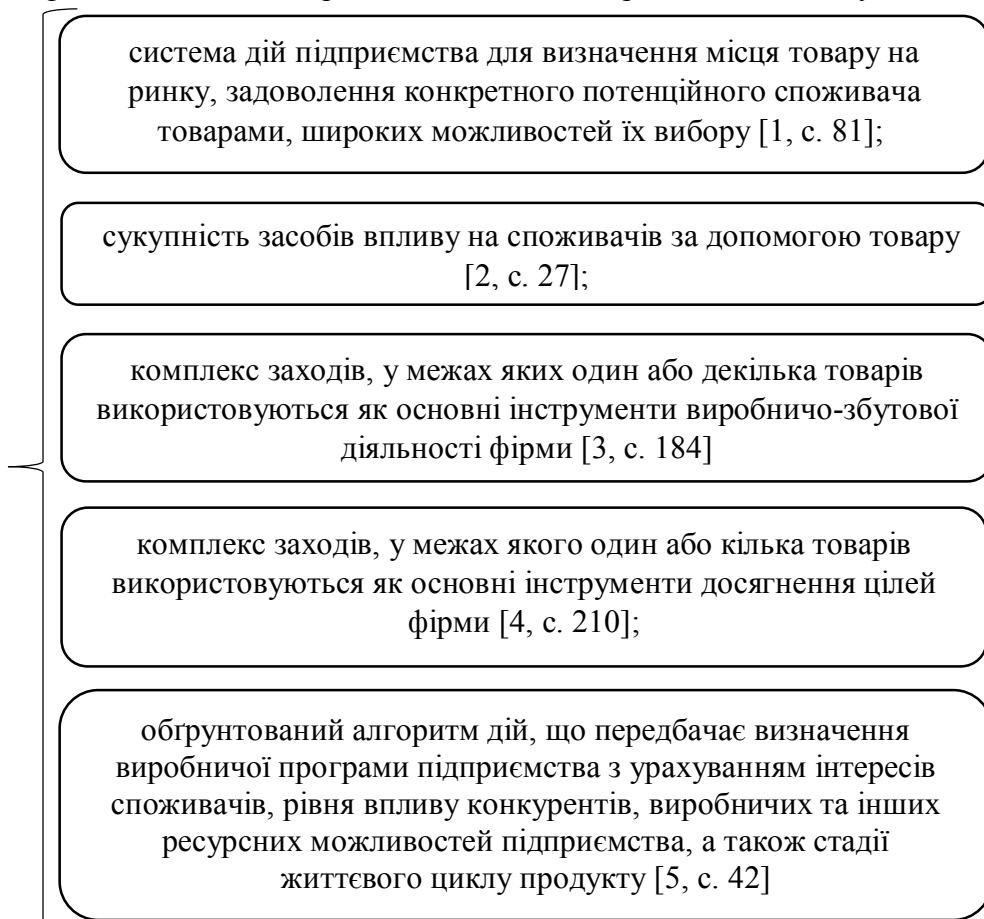 система дій підприємства для визначення місця товару на
ринку, задоволення конкретного потенційного споживача
товарами, широких можливостей їх вибору [1, с. 81];
сукупність засобів впливу на споживачів за допомогою товару
[2, с. 27];
комплекс заходів, у межах яких один або декілька товарів
використовуються як основні інструменти виробничо-збутової
діяльності фірми [3, с. 184]
комплекс заходів, у межах якого один або кілька товарів
використовуються як основні інструменти досягнення цілей
фірми [4, с. 210];
обґрунтований алгоритм дій, що передбачає визначення
виробничої програми підприємства з урахуванням інтересів
споживачів, рівня впливу конкурентів, виробничих та інших
ресурсних можливостей підприємства, а також стадії
життєвого циклу продукту [5, с. 42]